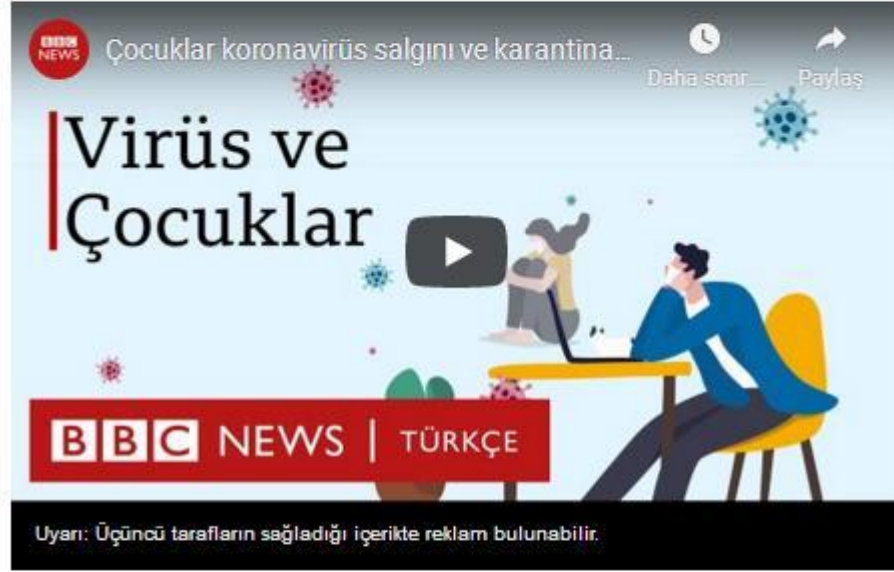 BBC
NEWS
Çocuklar koronavirüs salgını ve karantina...
Daha sonr...
Paylaş
Virüs ve
Çocuklar
BBC NEWS | TÜRKÇE
Uyarı: Üçüncü tarafların sağladığı içerikte reklam bulunabilir.